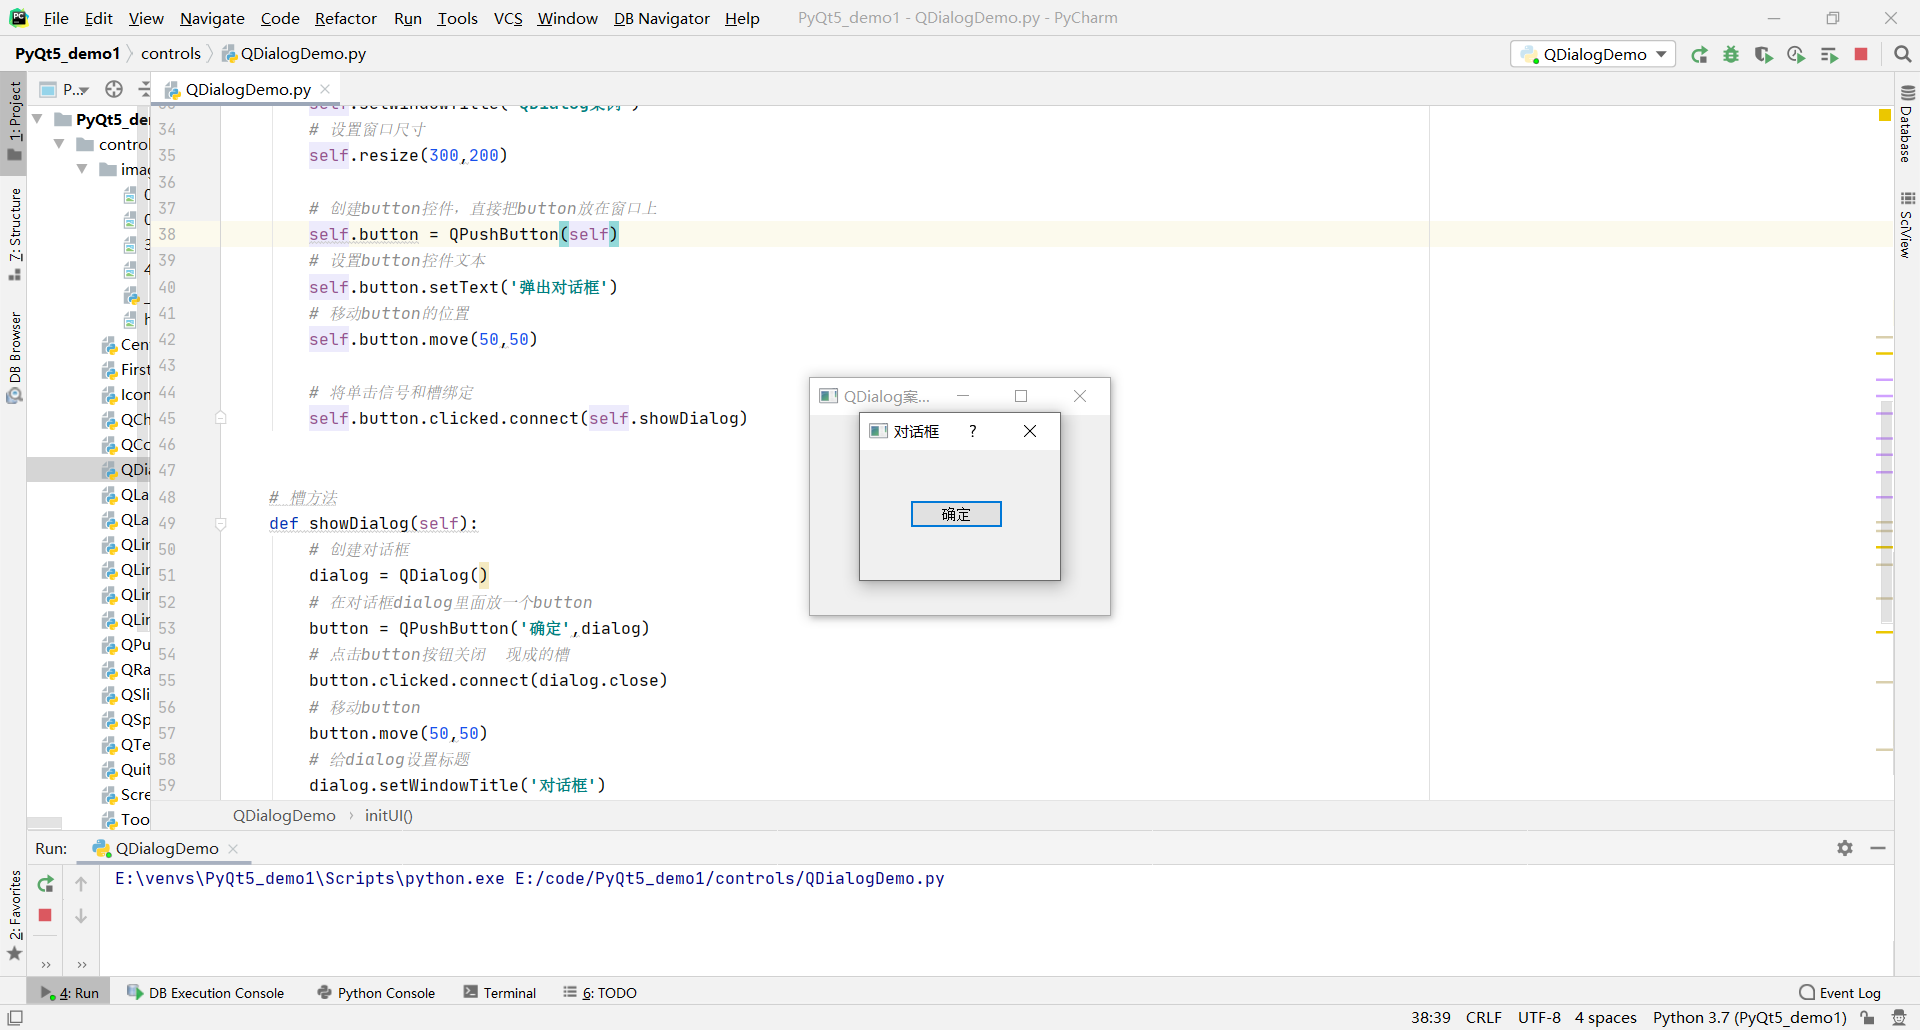 File Edit View Navigate Code Refactor Run Tools VCS Window DB Navigator Help PyQt5_demo1 - QDialogDemo.py - PyCharm
PyQt5_demo1 controls QDialogDemo.py QDialogDemo
P.. QDialogDemo.py
1: Project
7: Structure
DB Browser
2: Favorites
Database
SciView
PyQt5_de
contro
ima
0
0
3
4
_
h
Cen
First
Icon
QCh
QCo
QDi
QLa
QLa
QLin
QLin
QLin
QLin
QPu
QRa
QSli
QSp
QTe
Quit
Scre
Too
self.setWindowTitle('QDialog案例')
34 # 设置窗口尺寸
35 self.resize(300,200)
36
37 # 创建button控件，直接把button放在窗口上
38 self.button = QPushButton(self)
39 # 设置button控件文本
40 self.button.setText('弹出对话框')
41 # 移动button的位置
42 self.button.move(50,50)
43
44 # 将单击信号和槽绑定
45 self.button.clicked.connect(self.showDialog)
46
47
48 # 槽方法
49 def showDialog(self):
50 # 创建对话框
51 dialog = QDialog()
52 # 在对话框dialog里面放一个button
53 button = QPushButton('确定',dialog)
54 # 点击button按钮关闭 现成的槽
55 button.clicked.connect(dialog.close)
56 # 移动button
57 button.move(50,50)
58 # 给dialog设置标题
59 dialog.setWindowTitle('对话框')
QDialog案...
对话框 ?
确定
QDialogDemo › initUI()
Run: QDialogDemo
E:\venvs\PyQt5_demo1\Scripts\python.exe E:/code/PyQt5_demo1/controls/QDialogDemo.py
4: Run DB Execution Console Python Console Terminal 6: TODO Event Log
38:39 CRLF UTF-8 4 spaces Python 3.7 (PyQt5_demo1)